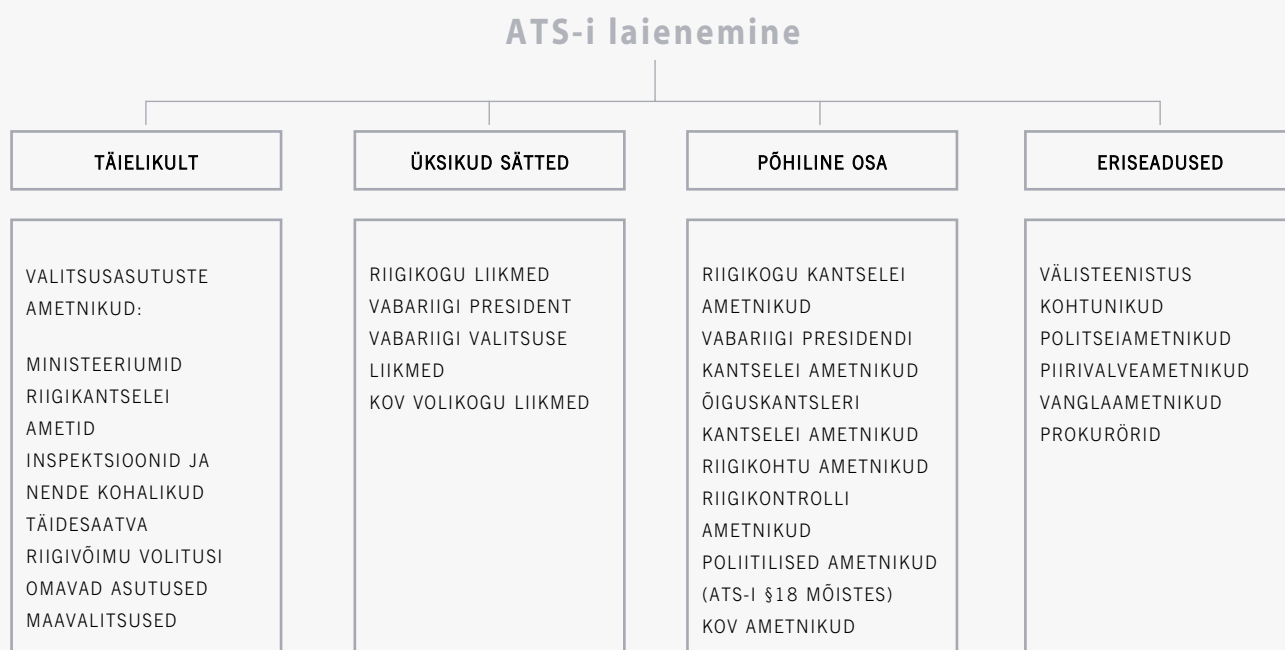 ATS-i laienemine
TÄIELIKULT
VALITSUSASUTUSTE
AMETNIKUD:
MINISTEERIUMID
RIIGIKANTSELEI
AMETID
INSPEKTSIOONID JA
NENDE KOHALIKUD
TÄIDESAATVA
RIIGIVÕIMU VOLITUSI
OMAVAD ASUTUSED
MAAVALITSUSED
ÜKSIKUD SÄTTED
RIIGIKOGU LIIKMED
VABARIIGI PRESIDENT
VABARIIGI VALITSUSE
LIIKMED
KOV VOLIKOGU LIIKMED
PÕHILINE OSA
RIIGIKOGU KANTSELEI
AMETNIKUD
VABARIIGI PRESIDENDI
KANTSELEI AMETNIKUD
ÕIGUSKANTSLERI
KANTSELEI AMETNIKUD
RIIGIKOHTU AMETNIKUD
RIIGIKONTROLLI
AMETNIKUD
POLIITILISED AMETNIKUD
(ATS-I §18 MÕISTES)
KOV AMETNIKUD
ERISEADUSED
VÄLISTEENISTUS
KOHTUNIKUD
POLITSEIAMETNIKUD
PIIRIVALVEAMETNIKUD
VANGLAAMETNIKUD
PROKURÖRID